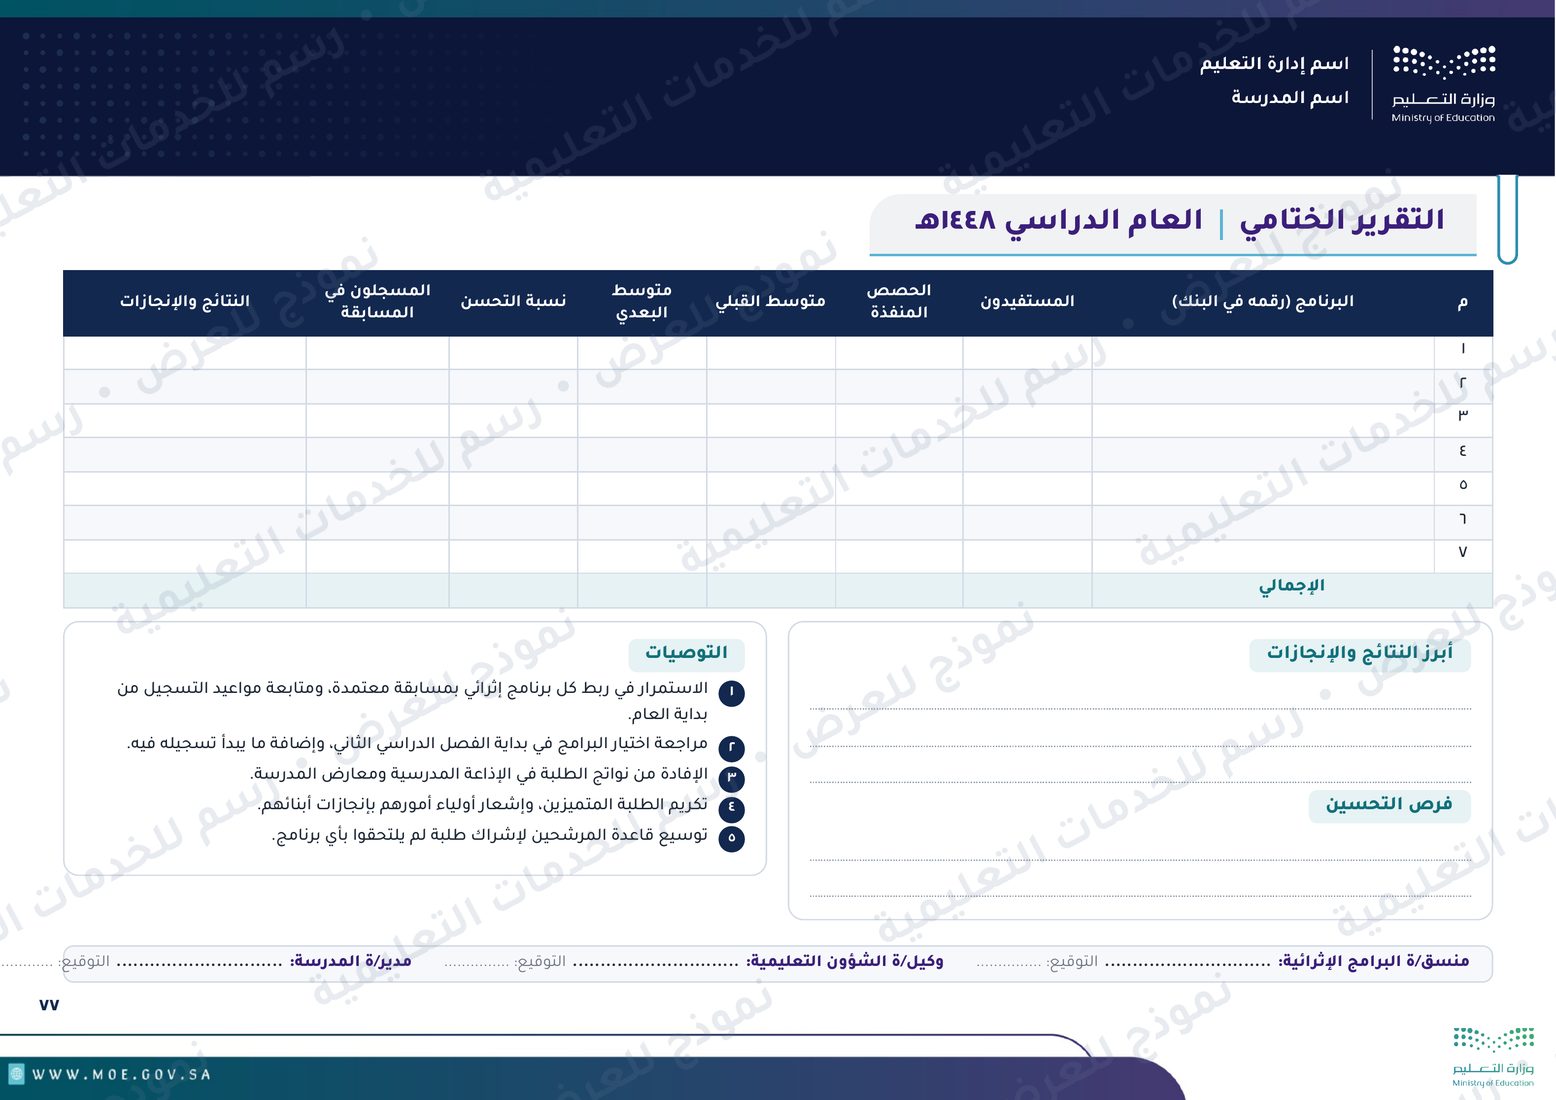 وزارة التعليم
Ministry of Education
اسم إدارة التعليم
اسم المدرسة
التقرير الختامي | العام الدراسي ١٤٤٨هـ
م
البرنامج (رقمه في البنك)
المستفيدون
الحصص المنفذة
متوسط القبلي
متوسط البعدي
نسبة التحسن
المسجلون في المسابقة
النتائج والإنجازات
١
٢
٣
٤
٥
٦
٧
الإجمالي
أبرز النتائج والإنجازات
فرص التحسين
التوصيات
١ الاستمرار في ربط كل برنامج إثرائي بمسابقة معتمدة، ومتابعة مواعيد التسجيل من
بداية العام.
٢ مراجعة اختيار البرامج في بداية الفصل الدراسي الثاني، وإضافة ما يبدأ تسجيله فيه.
٣ الإفادة من نواتج الطلبة في الإذاعة المدرسية ومعارض المدرسة.
٤ تكريم الطلبة المتميزين، وإشعار أولياء أمورهم بإنجازات أبنائهم.
٥ توسيع قاعدة المرشحين لإشراك طلبة لم يلتحقوا بأي برنامج.
منسق/ة البرامج الإثرائية: .............................. التوقيع: .............. وكيل/ة الشؤون التعليمية: .............................. التوقيع: .............. مدير/ة المدرسة: .............................. التوقيع: ..............
٧٧
WWW.MOE.GOV.SA
وزارة التعليم
Ministry of Education
نموذج للعرض • رسم للخدمات التعليمية